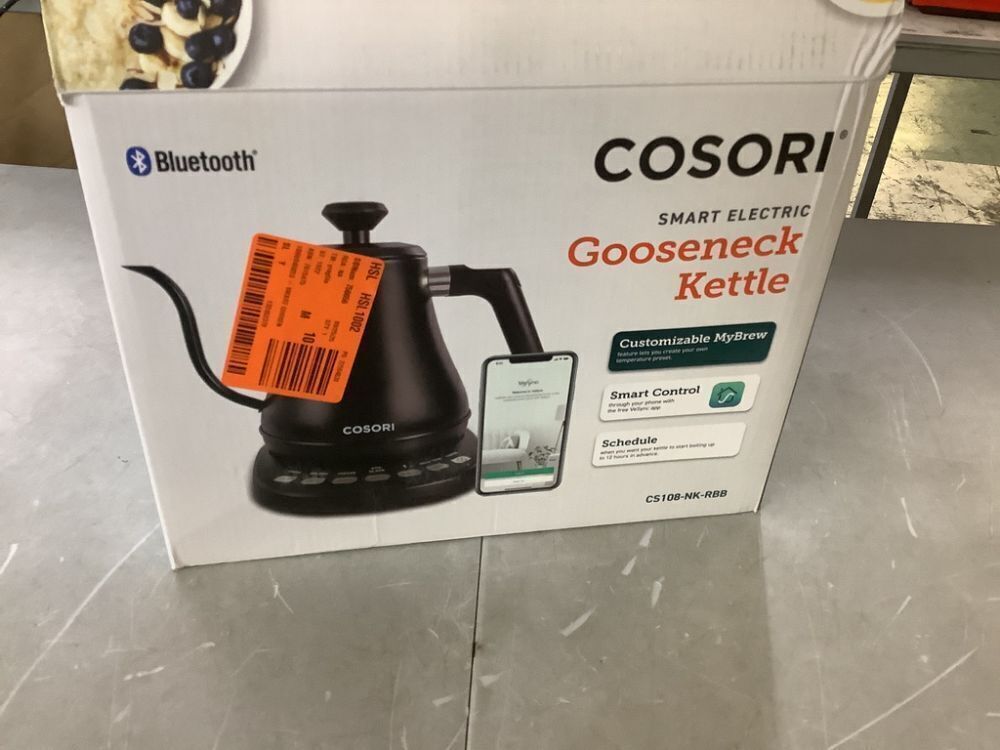 Bluetooth®
COSORI®
SMART ELECTRIC
Gooseneck
Kettle
Customizable MyBrew
feature lets you create your own
temperature preset.
Smart Control
through your phone with
the free VeSync app
Schedule
when you want your kettle to start boiling up
to 12 hours in advance.
CS108-NK-RBB
COSORI
HSL HSL1002
M 10